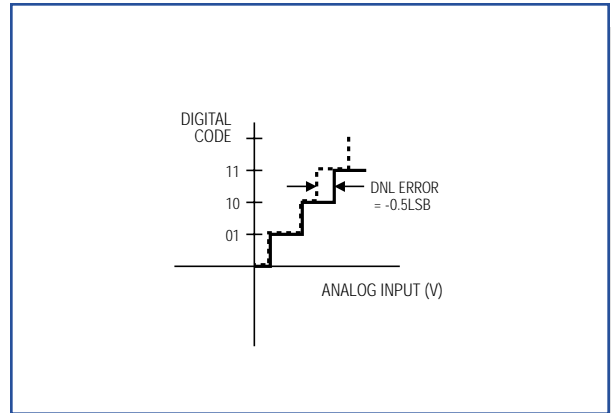 DIGITAL
CODE
11
10
01
DNL ERROR
= -0.5LSB
ANALOG INPUT (V)